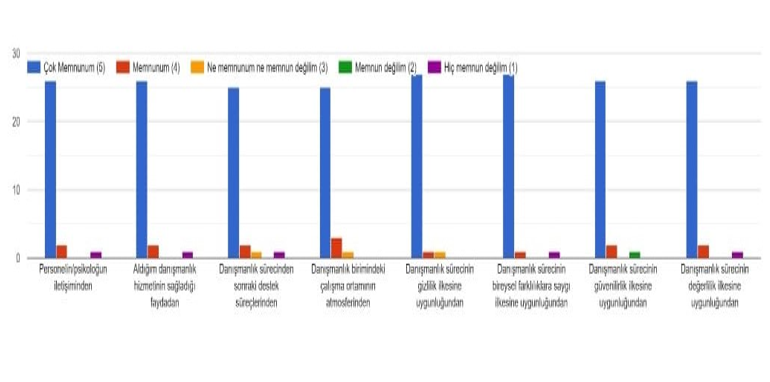 30
Çok Memnunum (5) Memnunum (4) Ne memnunum ne memnun değilim (3) Memnun değilim (2) Hiç memnun değilim (1)
20
10
0
Personelin/psikoloğun
iletişiminden
Aldığım danışmanlık
hizmetinin sağladığı
faydadan
Danışmanlık sürecinden
sonraki destek
süreçlerinden
Danışmanlık birimindeki
çalışma ortamının
atmosferinden
Danışmanlık sürecinin
gizlilik ilkesine
uygunluğundan
Danışmanlık sürecinin
bireysel farklılıklara saygı
ilkesine uygunluğundan
Danışmanlık sürecinin
güvenilirlik ilkesine
uygunluğundan
Danışmanlık sürecinin
değerlilik ilkesine
uygunluğundan